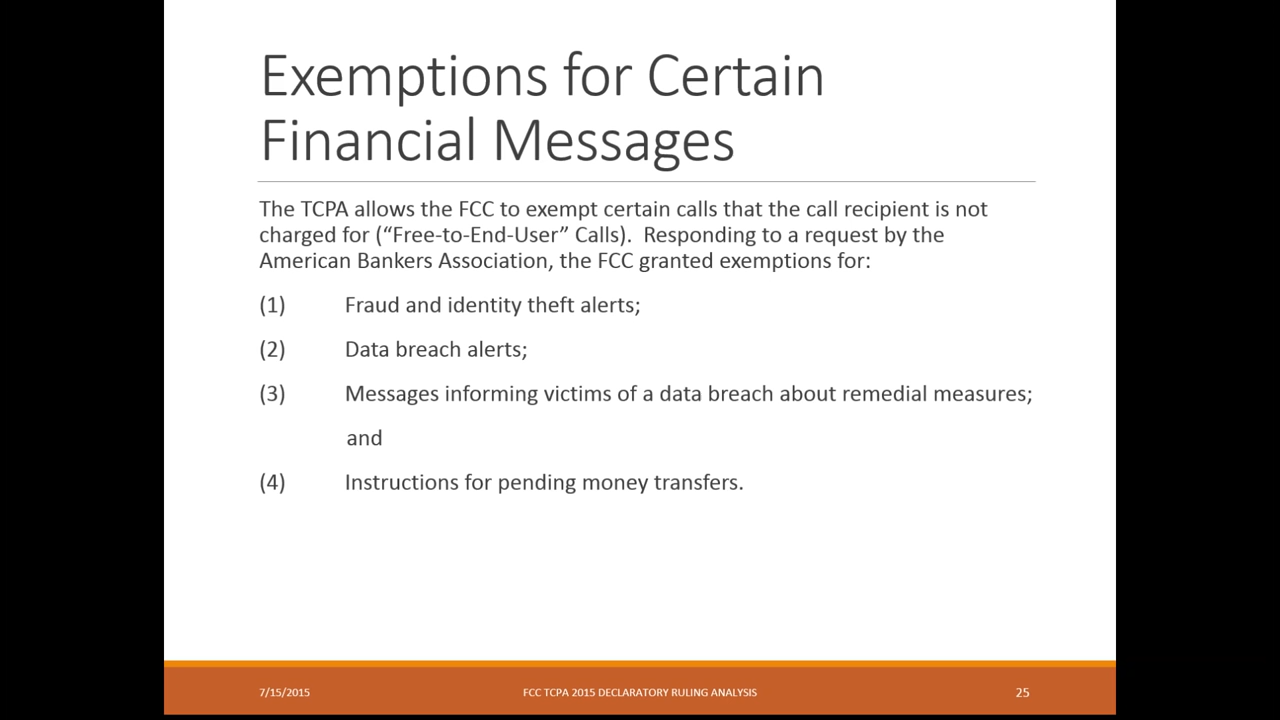 Exemptions for Certain
Financial Messages
The TCPA allows the FCC to exempt certain calls that the call recipient is not
charged for (“Free-to-End-User” Calls).  Responding to a request by the
American Bankers Association, the FCC granted exemptions for:
(1) Fraud and identity theft alerts;
(2) Data breach alerts;
(3) Messages informing victims of a data breach about remedial measures;
and
(4) Instructions for pending money transfers.
7/15/2015 FCC TCPA 2015 DECLARATORY RULING ANALYSIS 25